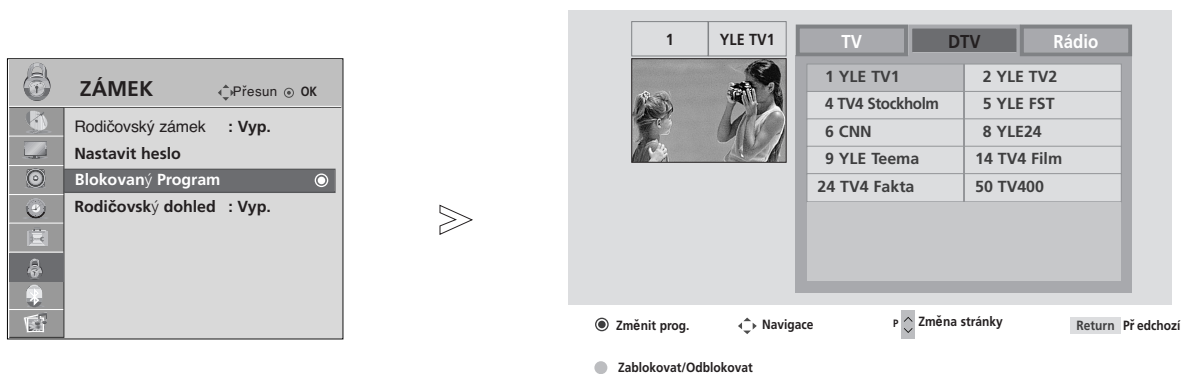 ZÁMEK Přesun OK
Rodičovský zámek : Vyp.
Nastavit heslo
Blokovaný Program
Rodičovský dohled : Vyp.
1 YLE TV1
TV DTV Rádio
1 YLE TV1 2 YLE TV2
4 TV4 Stockholm 5 YLE FST
6 CNN 8 YLE24
9 YLE Teema 14 TV4 Film
24 TV4 Fakta 50 TV400
Změnit prog. Navigace P Změna stránky Return Př edchozí
Zablokovat/Odblokovat